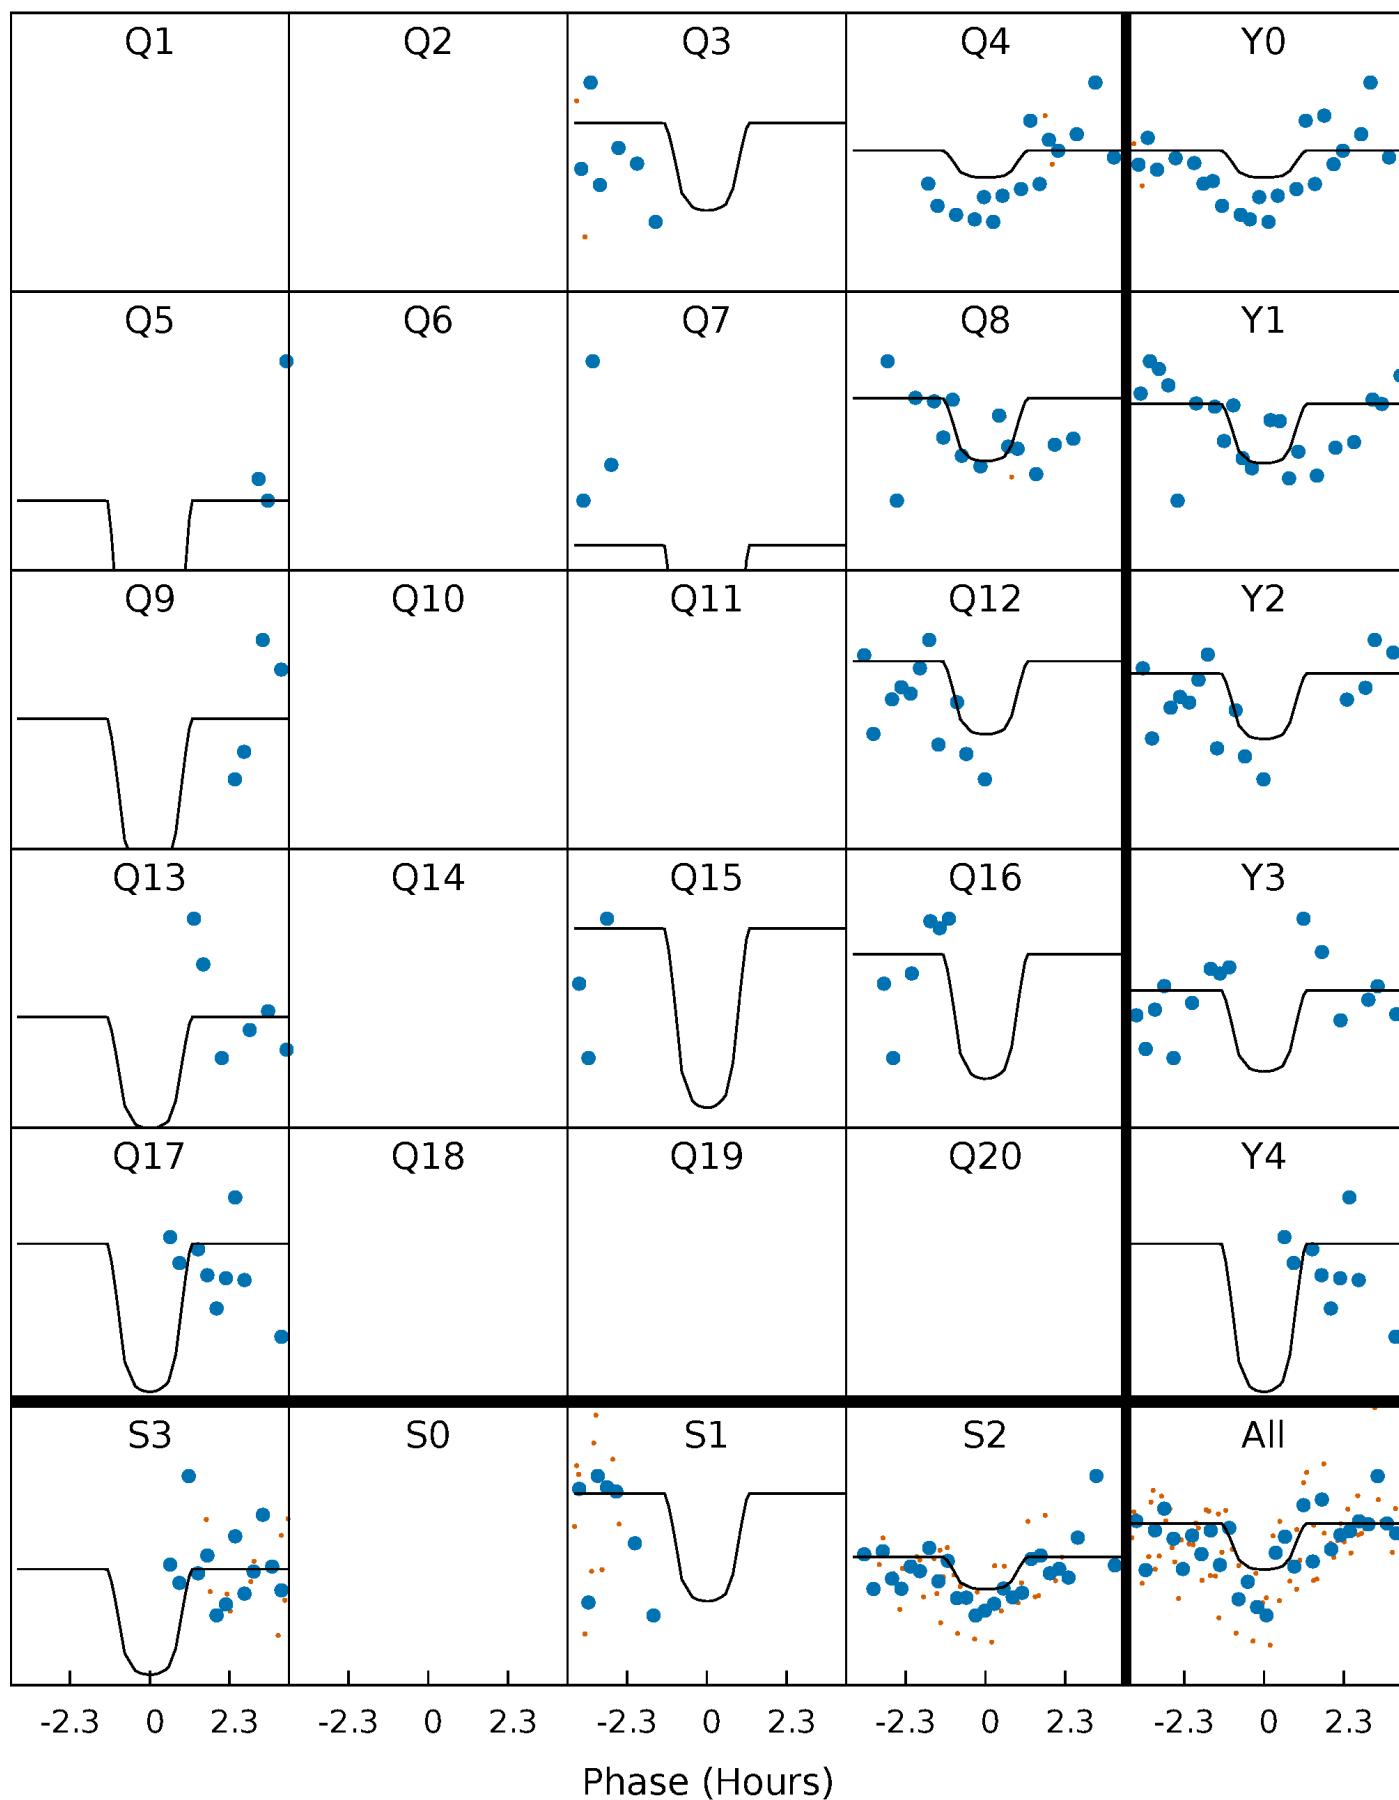 Q1 Q2 Q3 Q4 Y0
Q5 Q6 Q7 Q8 Y1
Q9 Q10 Q11 Q12 Y2
Q13 Q14 Q15 Q16 Y3
Q17 Q18 Q19 Q20 Y4
S3 S0 S1 S2 All
-2.3 0 2.3 -2.3 0 2.3 -2.3 0 2.3 -2.3 0 2.3 -2.3 0 2.3
Phase (Hours)